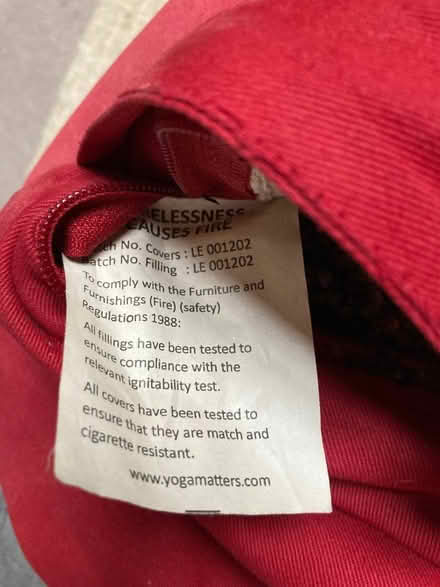 ELESSNESS
CAUSES FIRE
Batch No. Covers : LE 001202
Batch No. Filling : LE 001202
To comply with the Furniture and
Furnishings (Fire) (safety)
Regulations 1988:
All fillings have been tested to
ensure compliance with the
relevant ignitability test.
All covers have been tested to
ensure that they are match and
cigarette resistant.
www.yogamatters.com